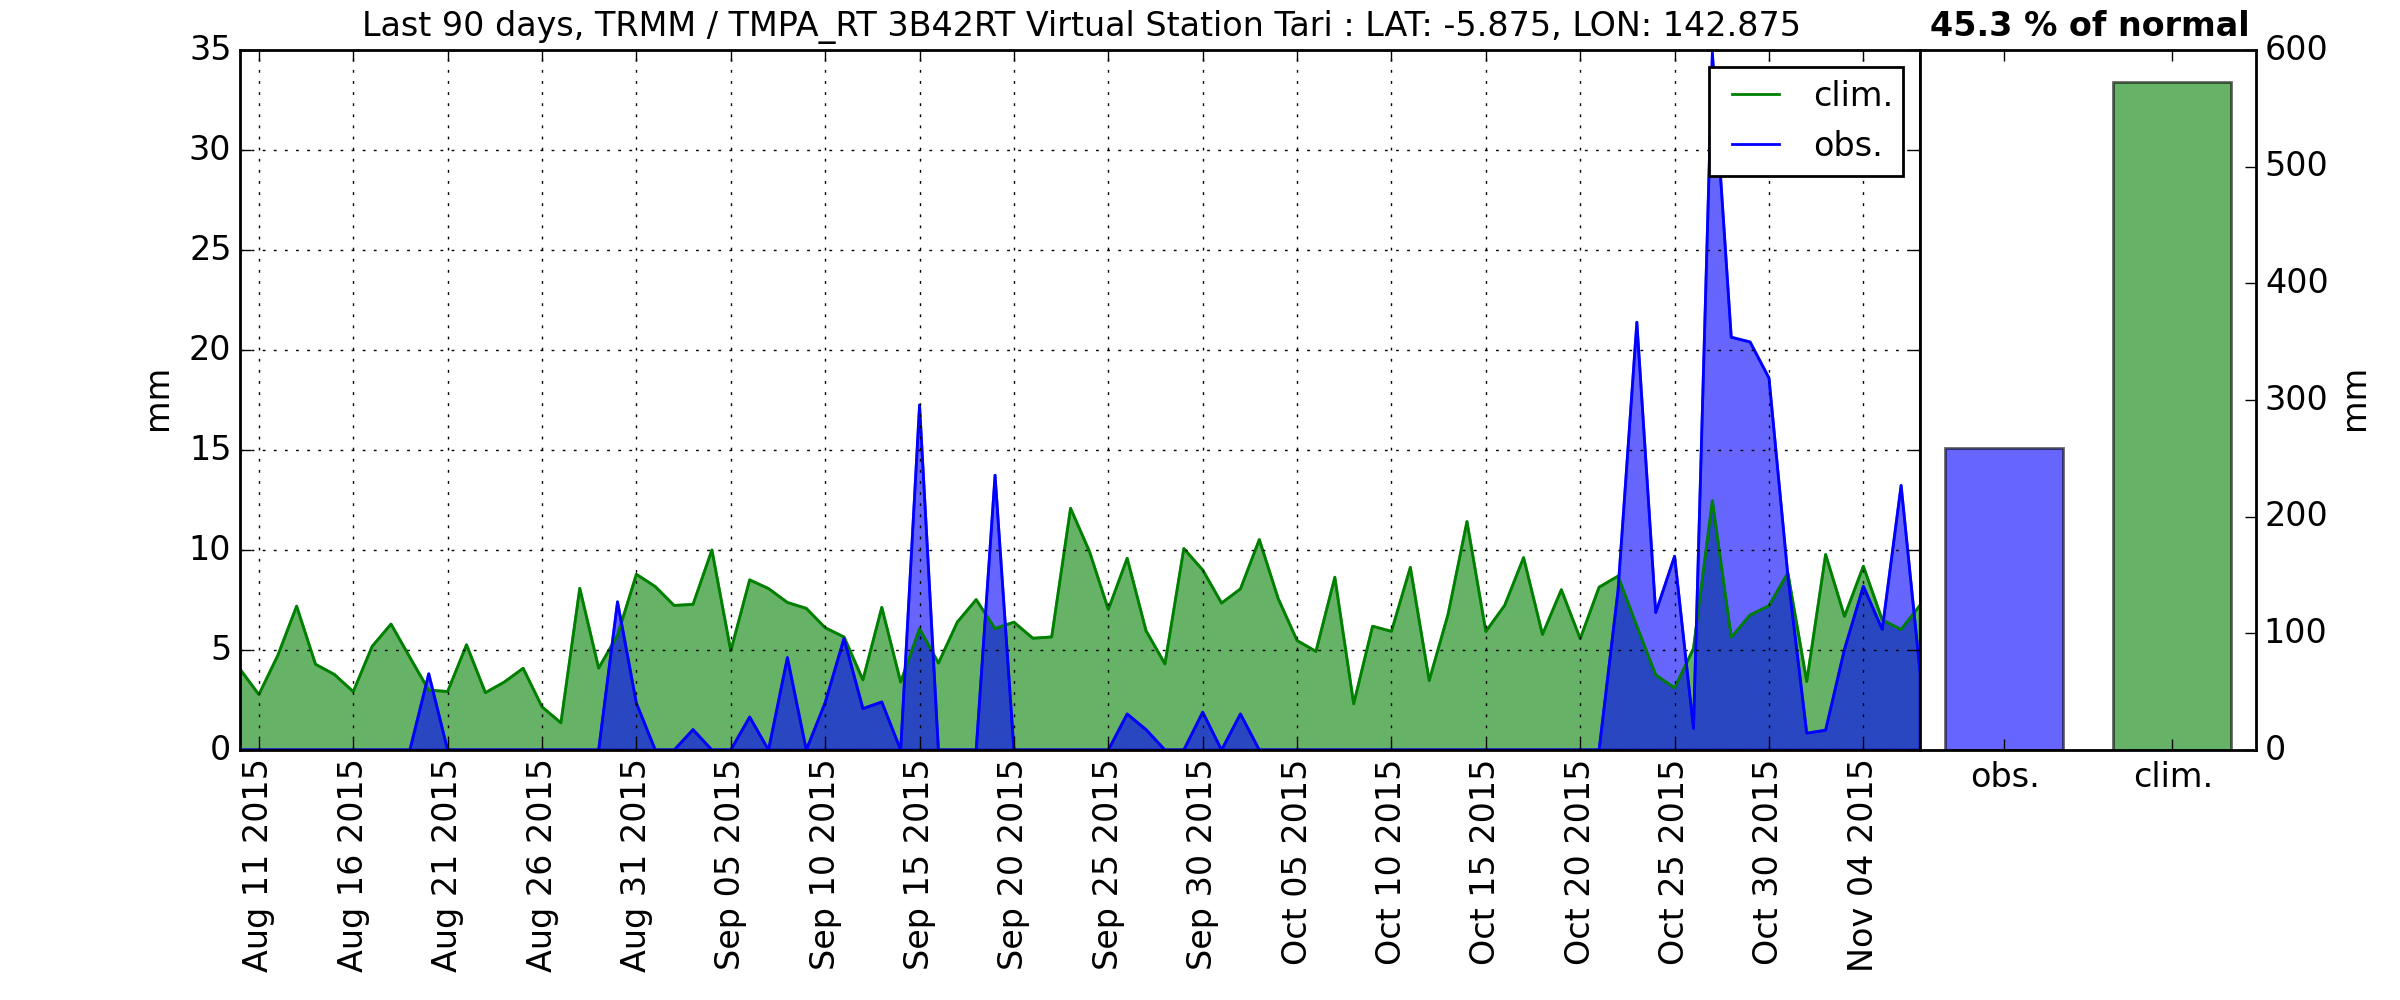 Last 90 days, TRMM / TMPA_RT 3B42RT Virtual Station Tari : LAT: -5.875, LON: 142.875
45.3 % of normal
35
30
25
20
15
10
5
0
mm
clim.
obs.
Aug 11 2015
Aug 16 2015
Aug 21 2015
Aug 26 2015
Aug 31 2015
Sep 05 2015
Sep 10 2015
Sep 15 2015
Sep 20 2015
Sep 25 2015
Sep 30 2015
Oct 05 2015
Oct 10 2015
Oct 15 2015
Oct 20 2015
Oct 25 2015
Oct 30 2015
Nov 04 2015
obs.
clim.
600
500
400
300
200
100
0
mm